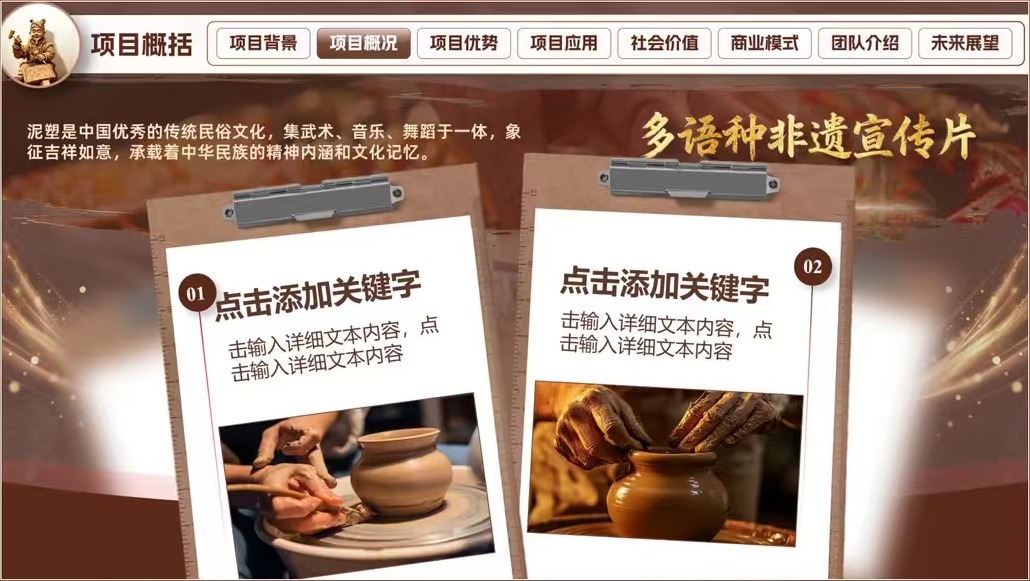 项目概括
项目背景
项目概况
项目优势
项目应用
社会价值
商业模式
团队介绍
未来展望
泥塑是中国优秀的传统民俗文化，集武术、音乐、舞蹈于一体，象
征吉祥如意，承载着中华民族的精神内涵和文化记忆。
多语种非遗宣传片
01
点击添加关键字
击输入详细文本内容，点
击输入详细文本内容
02
点击添加关键字
击输入详细文本内容，点
击输入详细文本内容